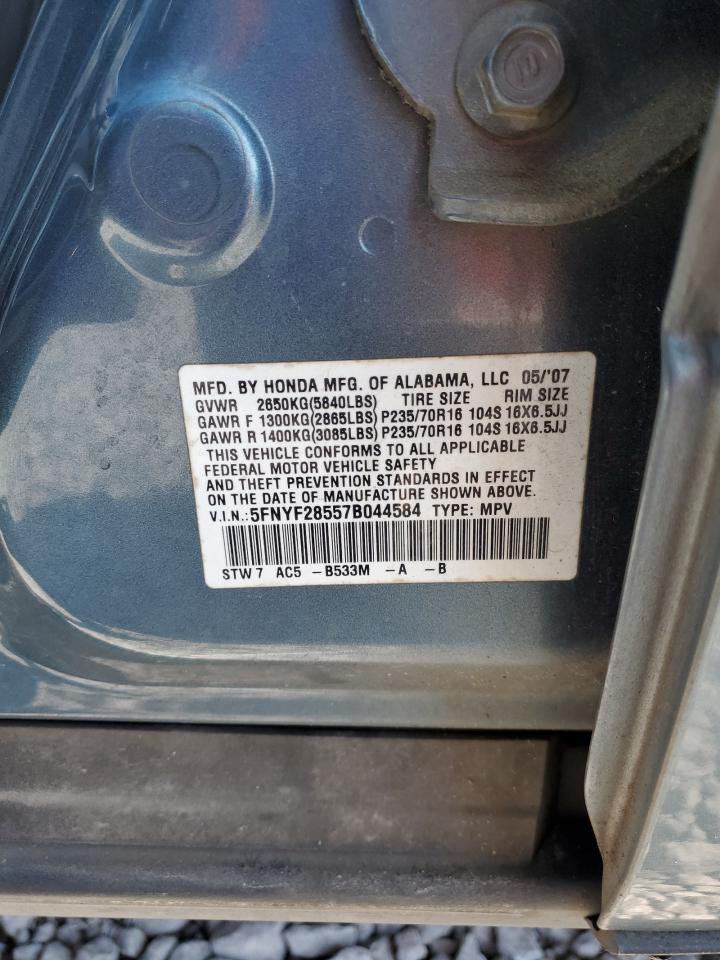 MFD. BY HONDA MFG. OF ALABAMA, LLC 05/'07
GVWR 2650KG(5840LBS) TIRE SIZE RIM SIZE
GAWR F 1300KG(2865LBS) P235/70R16 104S 16X6.5JJ
GAWR R 1400KG(3085LBS) P235/70R16 104S 16X6.5JJ
THIS VEHICLE CONFORMS TO ALL APPLICABLE
FEDERAL MOTOR VEHICLE SAFETY
AND THEFT PREVENTION STANDARDS IN EFFECT
ON THE DATE OF MANUFACTURE SHOWN ABOVE.
V.I.N.: 5FNYF28557B044584 TYPE: MPV
STW7 AC5 -B533M -A -B